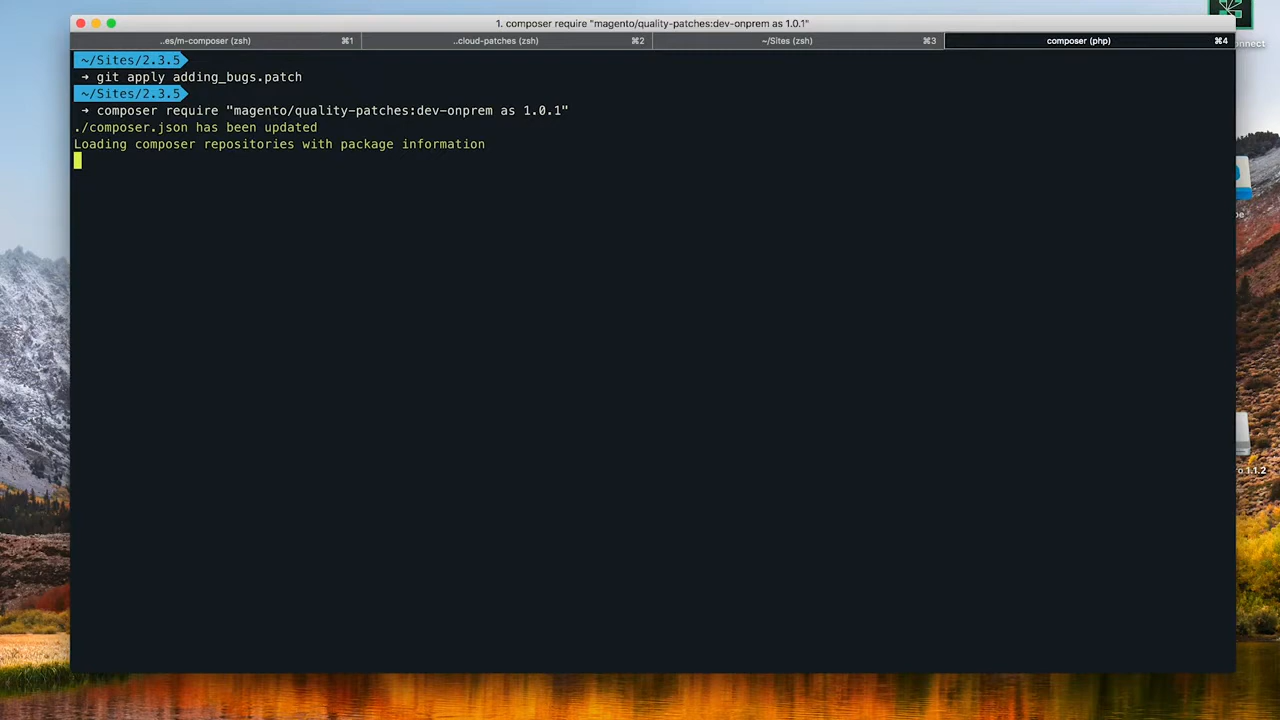 1. composer require "magento/quality-patches:dev-onprem as 1.0.1"
..es/m-composer (zsh) ⌘1 ..cloud-patches (zsh) ⌘2 ~/Sites (zsh) ⌘3 composer (php) ⌘4
~/Sites/2.3.5
➜ git apply adding_bugs.patch
~/Sites/2.3.5
➜ composer require "magento/quality-patches:dev-onprem as 1.0.1"
./composer.json has been updated
Loading composer repositories with package information